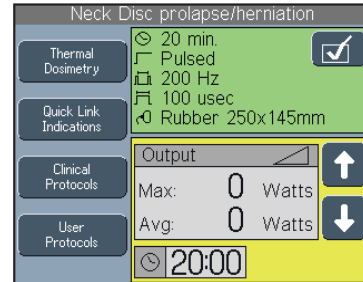 Neck Disc prolapse/herniation
Thermal
Dosimetry
Quick Link
Indications
Clinical
Protocols
User
Protocols
20 min.
Pulsed
200 Hz
100 usec
Rubber 250x145mm
Output
Max: 0 Watts
Avg: 0 Watts
20:00